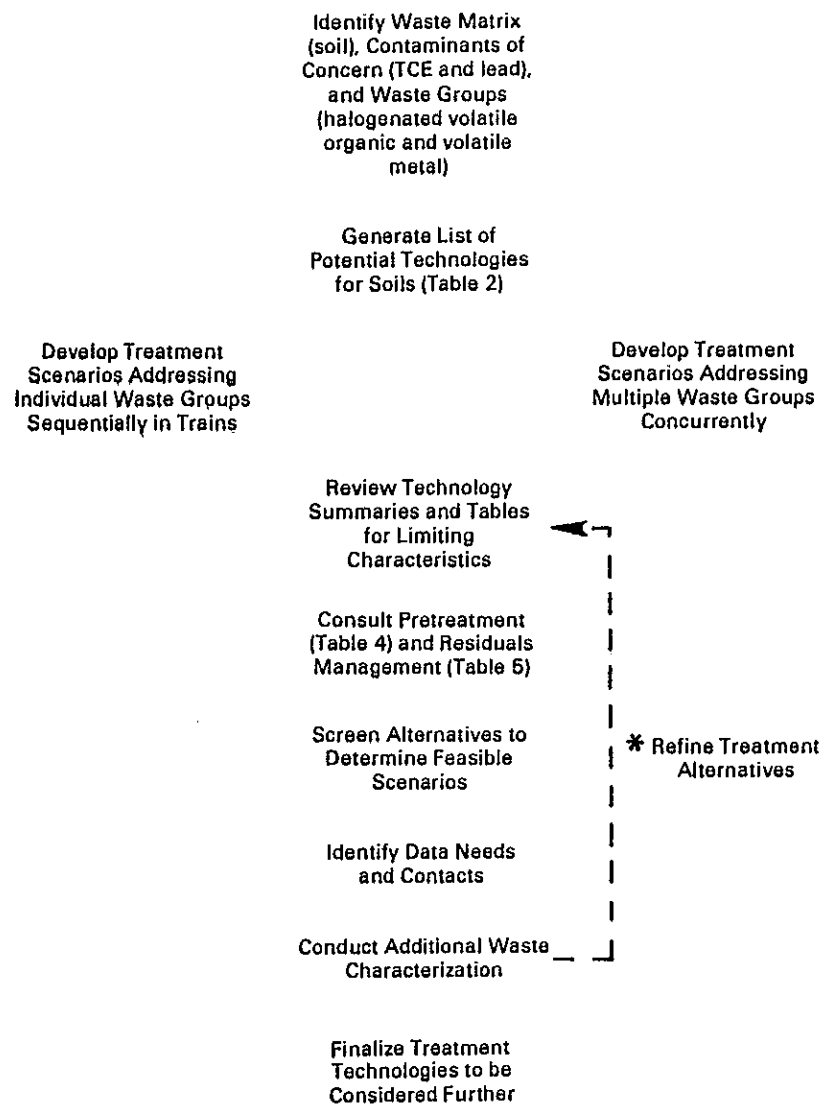 Identify Waste Matrix
(soil), Contaminants of
Concern (TCE and lead),
and Waste Groups
(halogenated volatile
organic and volatile
metal)
Generate List of
Potential Technologies
for Soils (Table 2)
Develop Treatment
Scenarios Addressing
Individual Waste Groups
Sequentially in Trains
Develop Treatment
Scenarios Addressing
Multiple Waste Groups
Concurrently
Review Technology
Summaries and Tables
for Limiting
Characteristics
Consult Pretreatment
(Table 4) and Residuals
Management (Table 5)
Screen Alternatives to
Determine Feasible
Scenarios
* Refine Treatment
Alternatives
Identify Data Needs
and Contacts
Conduct Additional Waste
Characterization
Finalize Treatment
Technologies to be
Considered Further